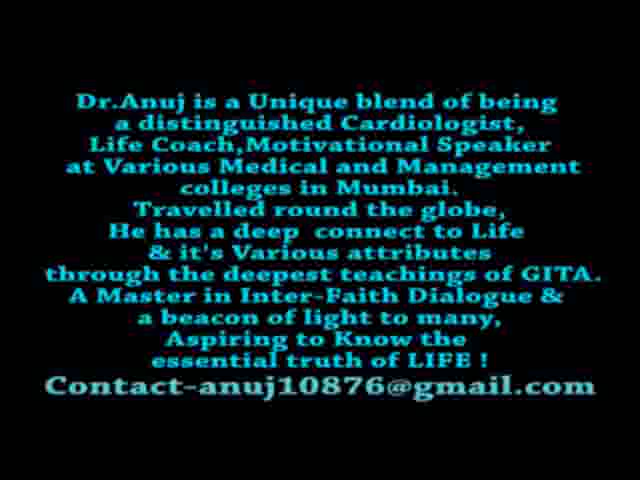 Dr.Anuj is a Unique blend of being
a distinguished Cardiologist,
Life Coach,Motivational Speaker
at Various Medical and Management
colleges in Mumbai.
Travelled round the globe,
He has a deep connect to Life
& it's Various attributes
through the deepest teachings of GITA.
A Master in Inter-Faith Dialogue &
a beacon of light to many,
Aspiring to Know the
essential truth of LIFE !
Contact-anuj10876@gmail.com